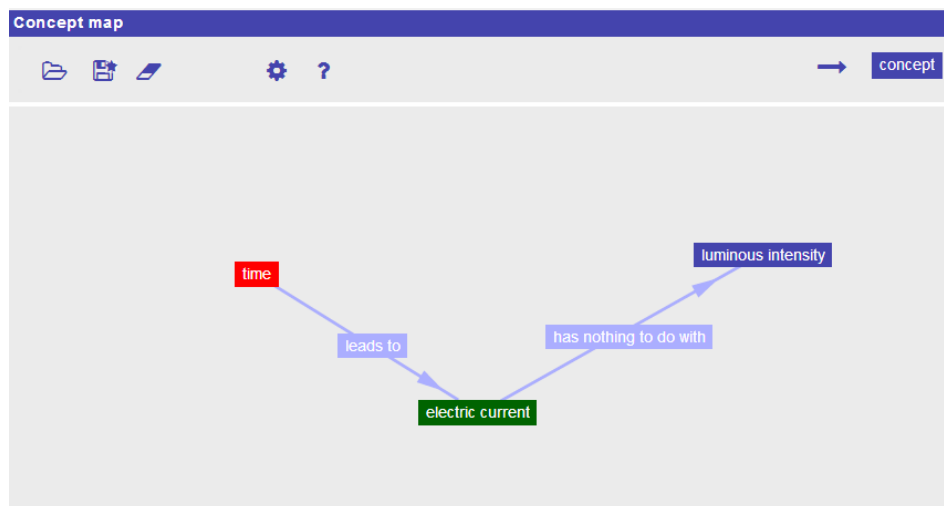 Concept map
?
concept
luminous intensity
time
has nothing to do with
leads to
electric current